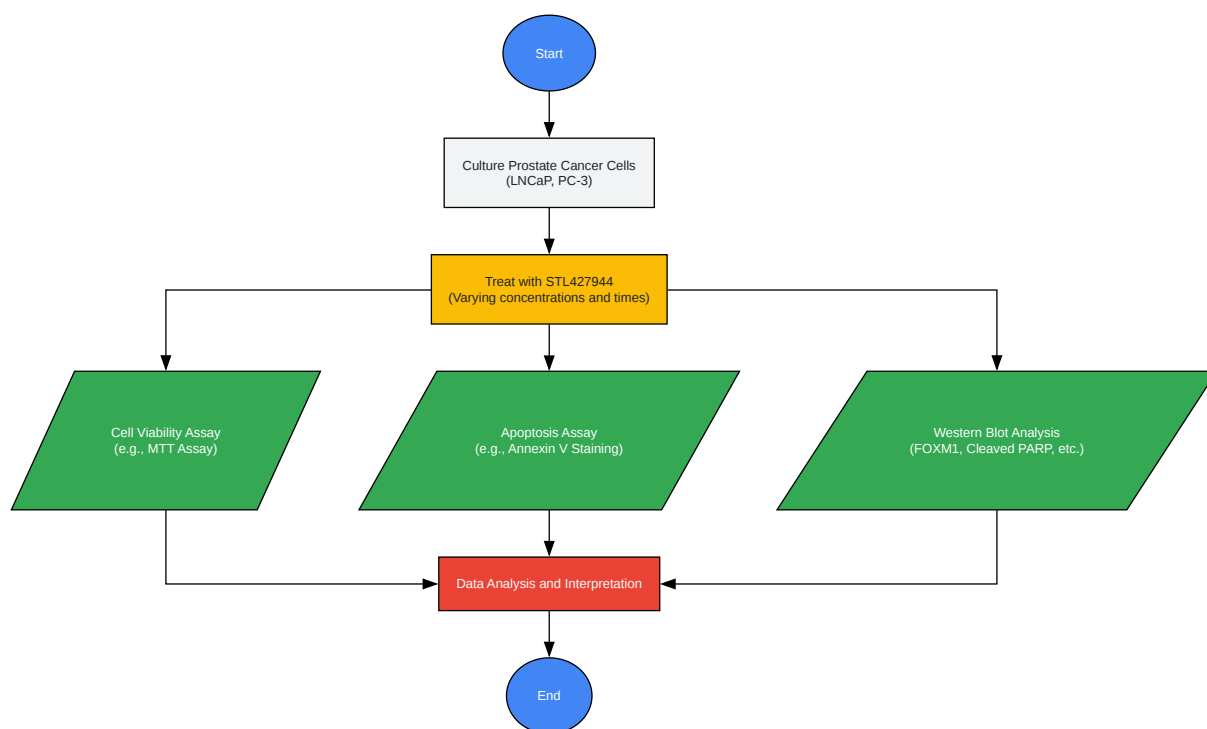 Start
Culture Prostate Cancer Cells
(LNCaP, PC-3)
Treat with STL427944
(Varying concentrations and times)
Cell Viability Assay
(e.g., MTT Assay)
Apoptosis Assay
(e.g., Annexin V Staining)
Western Blot Analysis
(FOXM1, Cleaved PARP, etc.)
Data Analysis and Interpretation
End